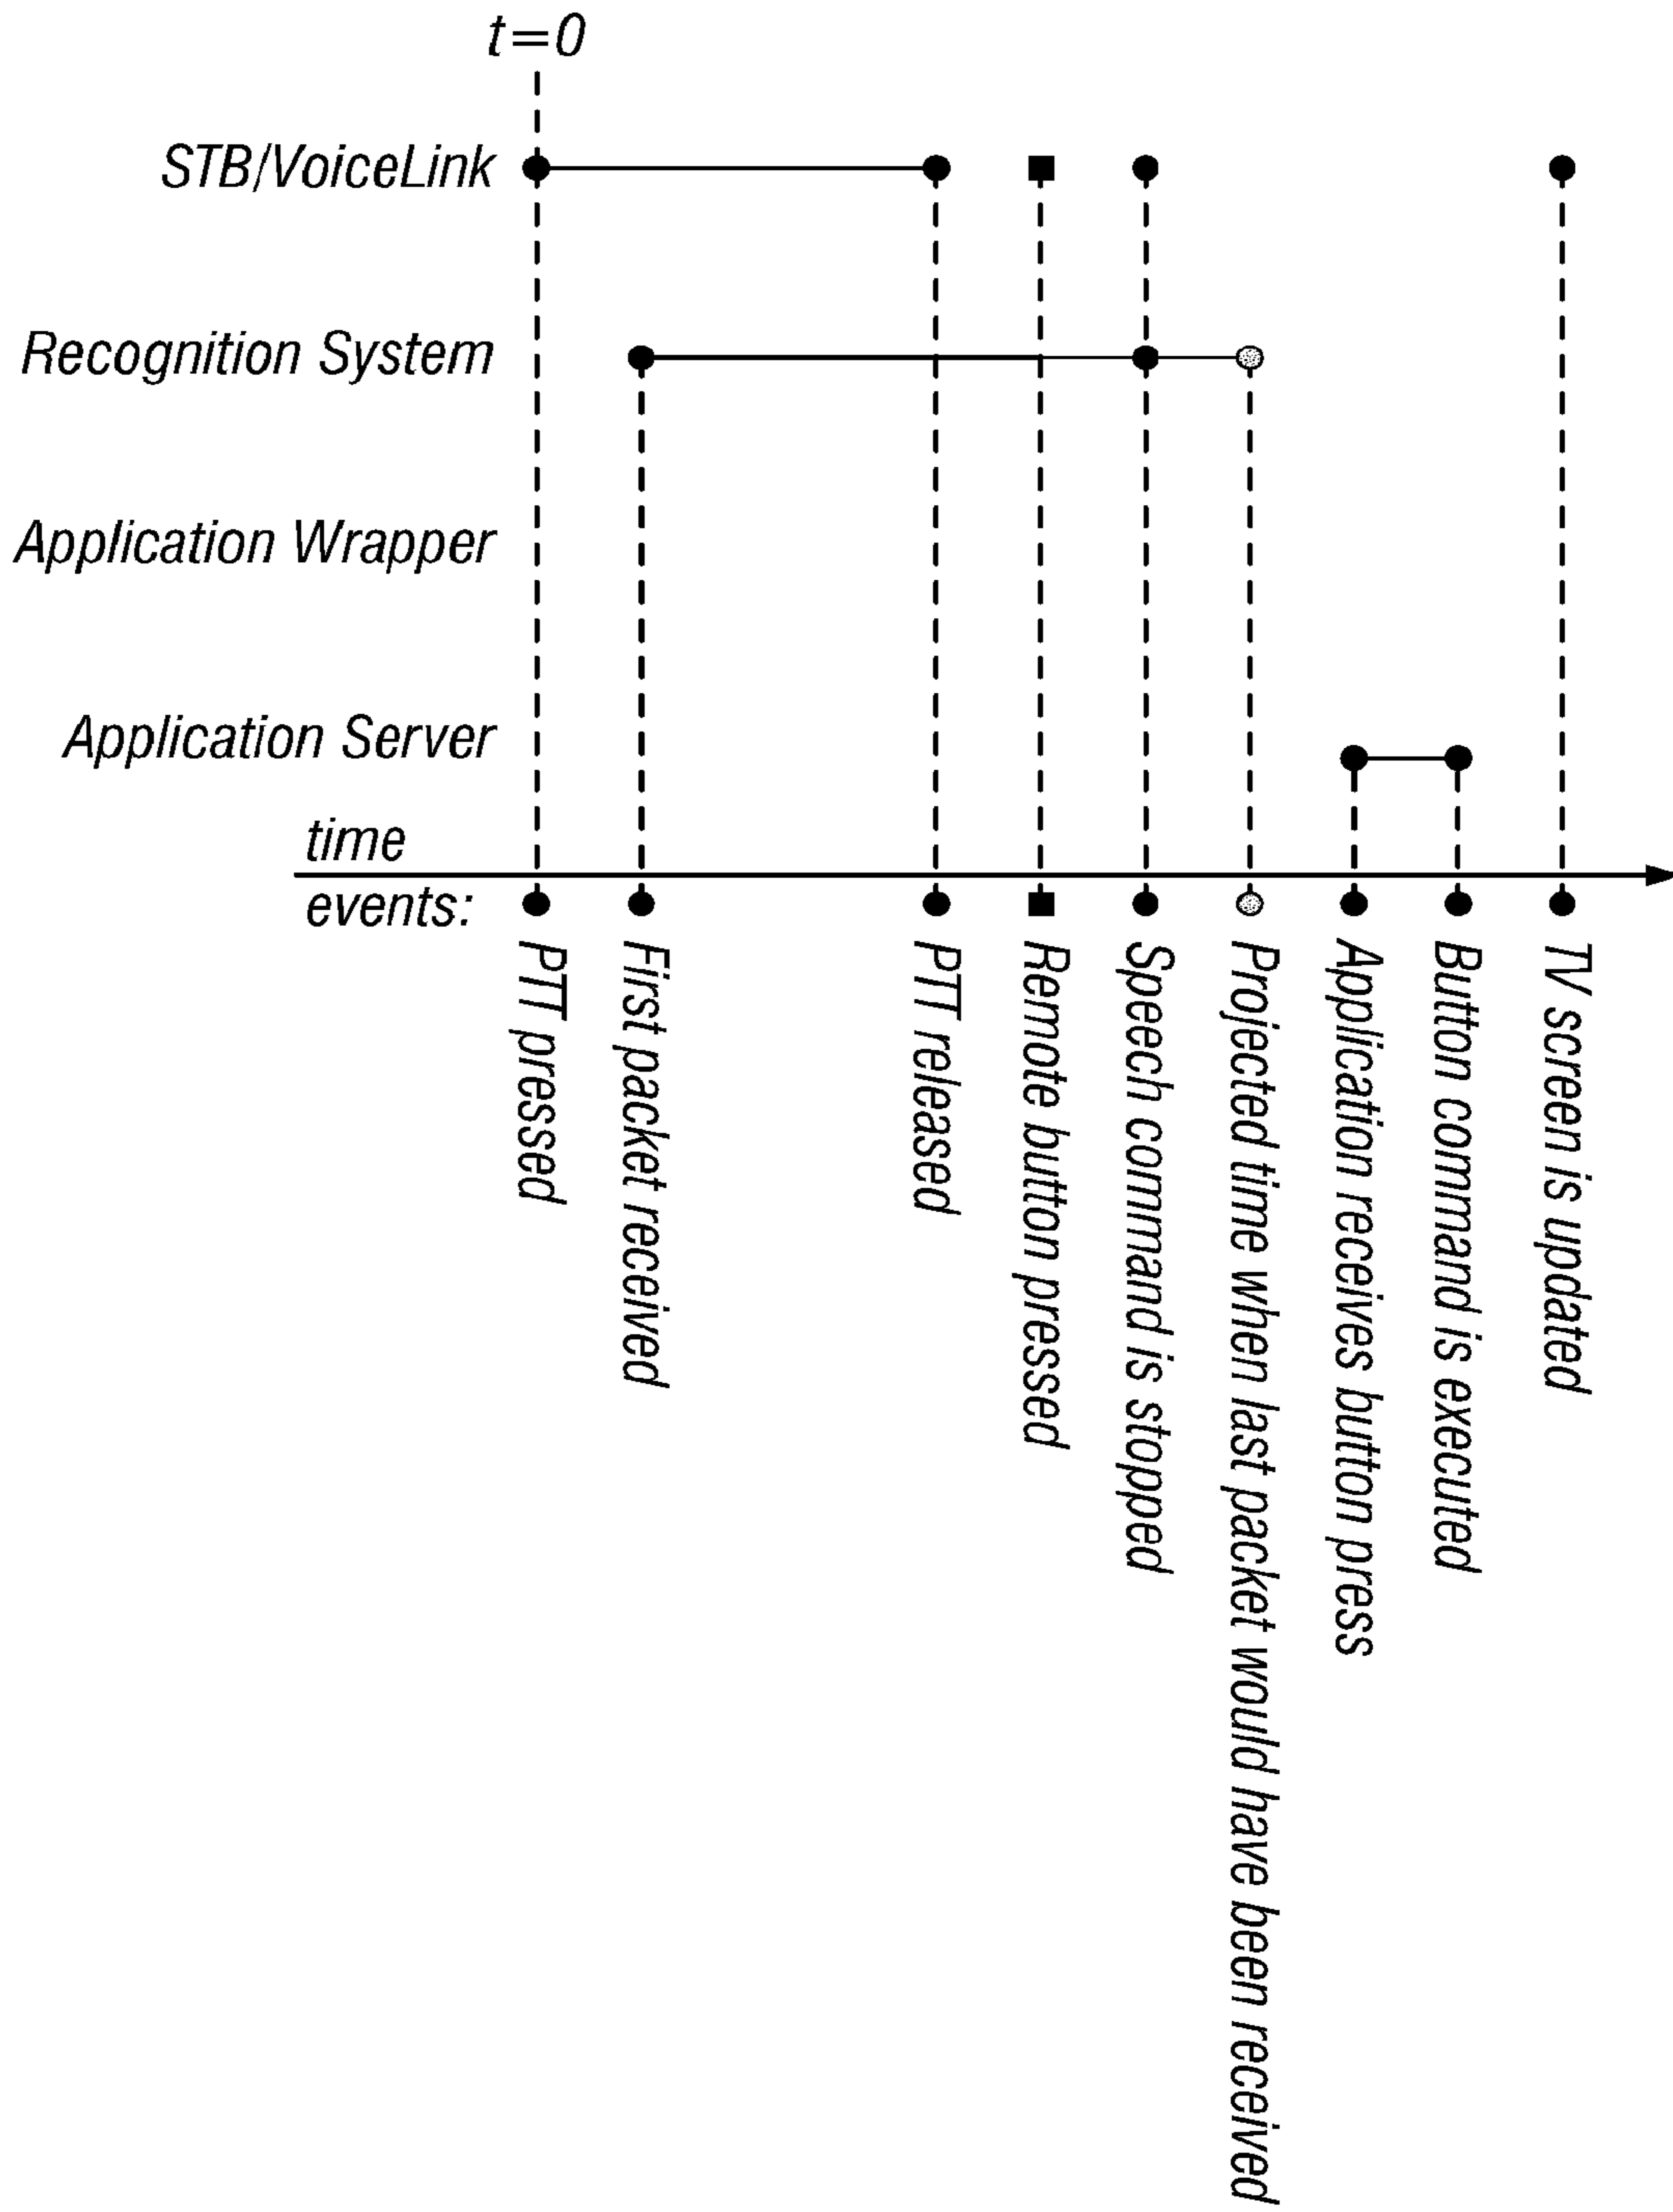 t=0
STB/VoiceLink
Recognition System
Application Wrapper
Application Server
time
events:
PTT pressed
First packet received
PTT released
Remote button pressed
Speech command is stopped
Projected time when last packet would have been received
Application receives button press
Button command is executed
TV screen is updated